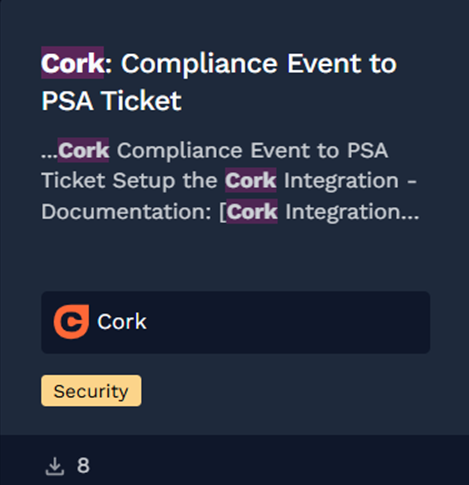 Cork: Compliance Event to
PSA Ticket
...Cork Compliance Event to PSA
Ticket Setup the Cork Integration -
Documentation: [Cork Integration...
Cork
Security
8